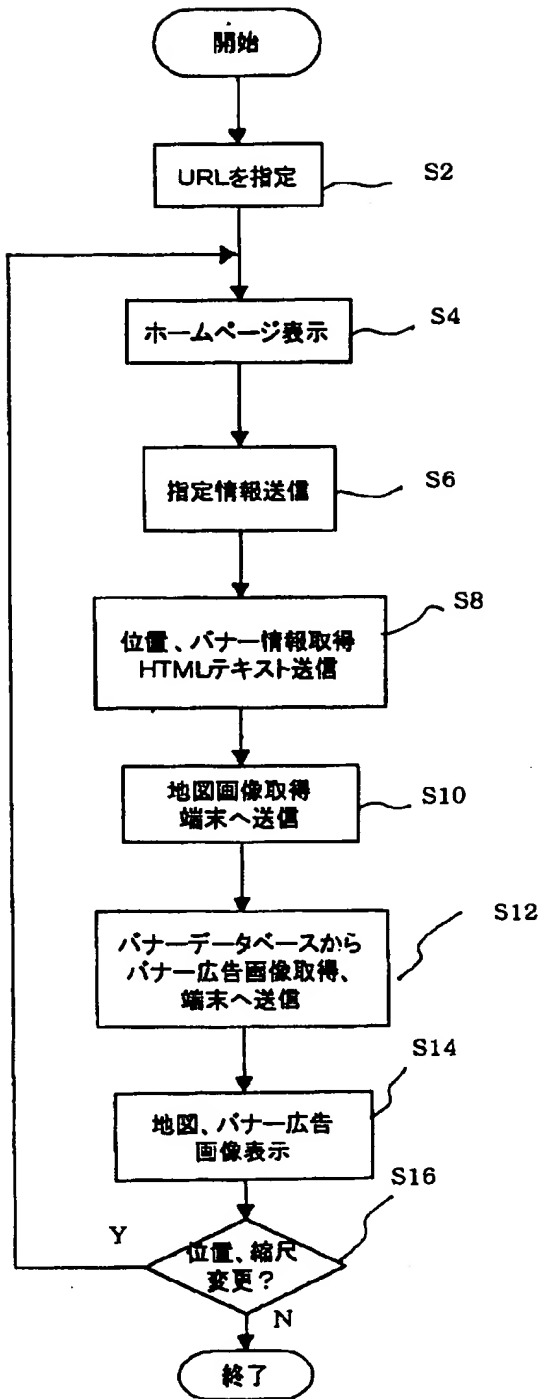 開始
URLを指定
S2
ホームページ表示
S4
指定情報送信
S6
位置、バナー情報取得
HTMLテキスト送信
S8
地図画像取得
端末へ送信
S10
バナーデータベースから
バナー広告画像取得、
端末へ送信
S12
地図、バナー広告
画像表示
S14
位置、縮尺
変更?
S16
Y
N
終了